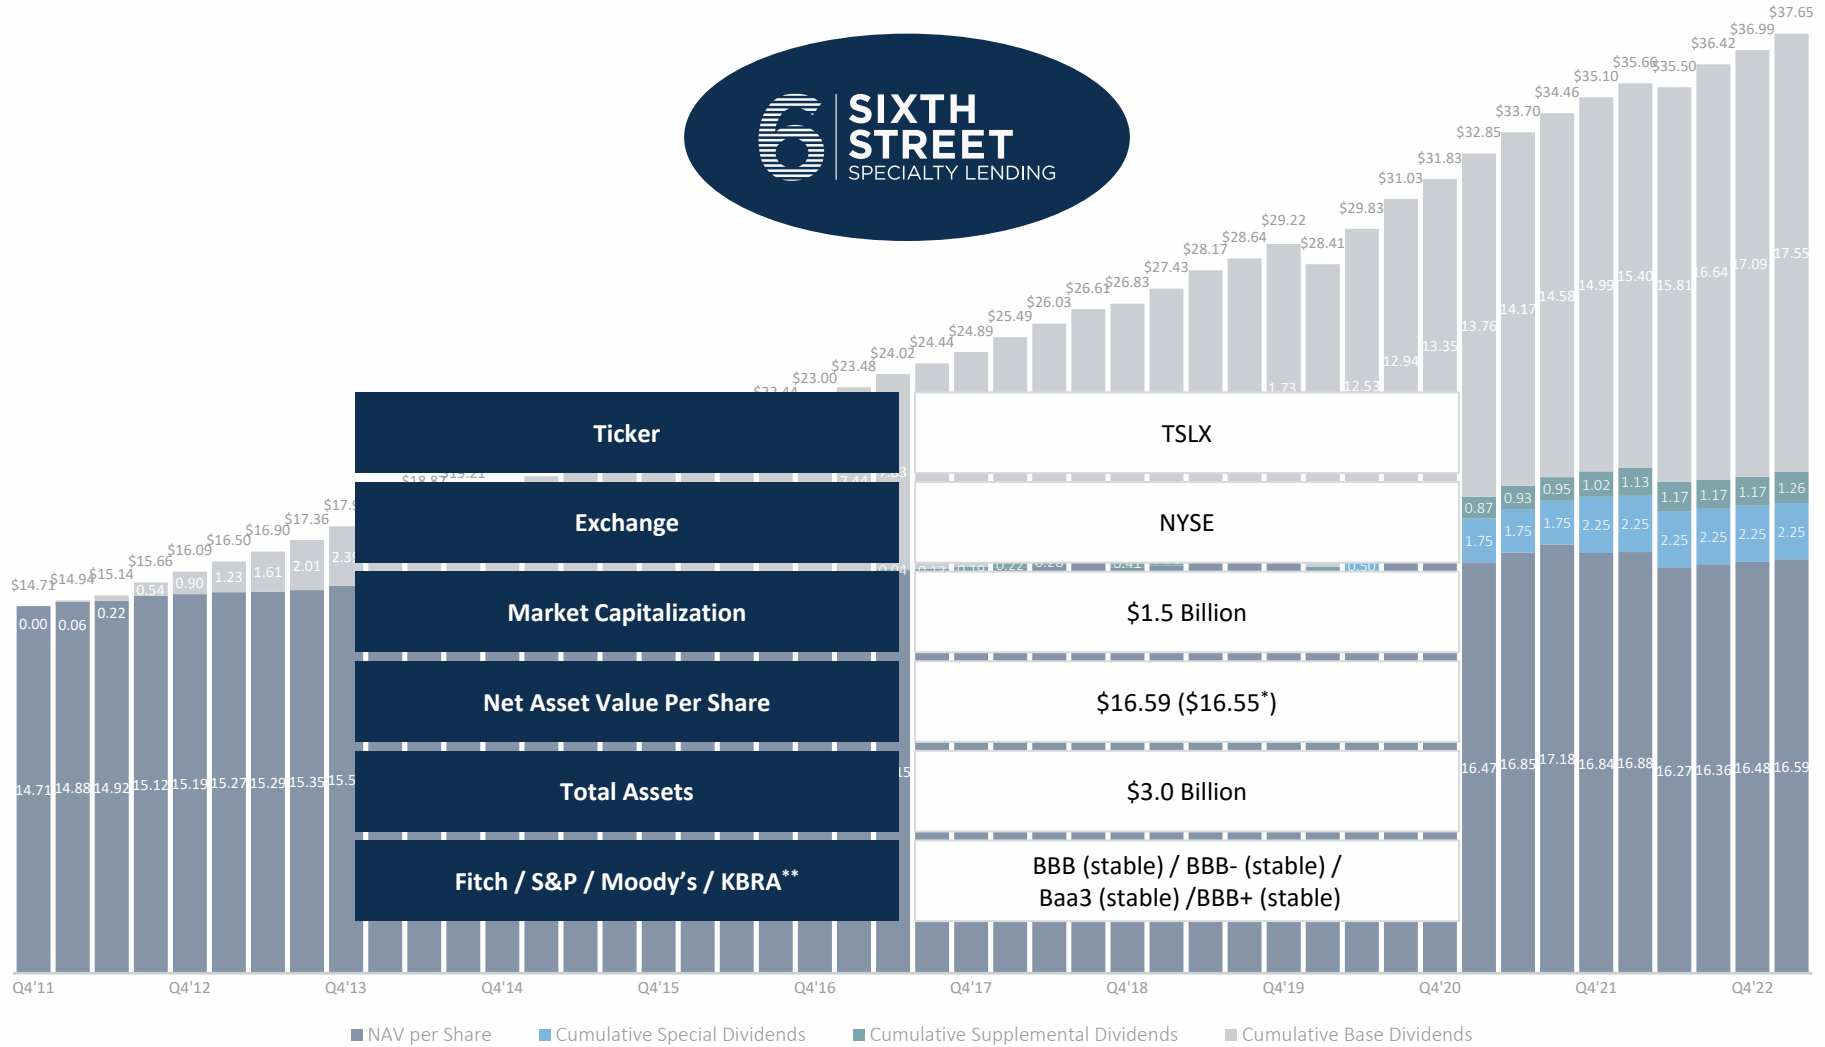 SIXTH
STREET
SPECIALTY LENDING
$14.71
$14.94
$15.14
$15.66
$16.09
$16.50
$16.90
$17.36
$18.87
$19.21
$23.00
$23.48
$24.02
$24.44
$24.89
$25.49
$26.03
$26.61
$26.83
$27.43
$28.17
$28.64
$29.22
$28.41
$29.83
$31.03
$31.83
$32.85
$33.70
$34.46
$35.10
$35.66
$35.50
$36.42
$36.99
$37.65
0.00 0.06 0.22 0.54 0.90 1.23 1.61 2.01
12.53 12.94 13.35 13.76 14.17 14.58 14.99 15.40 15.81 16.64 17.09 17.55
0.87 0.93 0.95 1.02 1.13 1.17 1.17 1.17 1.26
1.75 1.75 1.75 2.25 2.25 2.25 2.25 2.25 2.25
14.71 14.88 14.92 15.12 15.19 15.27 15.29 15.35
16.47 16.85 17.18 16.84 16.88 16.27 16.36 16.48 16.59
Ticker TSLX
Exchange NYSE
Market Capitalization $1.5 Billion
Net Asset Value Per Share $16.59 ($16.55*)
Total Assets $3.0 Billion
Fitch / S&P / Moody’s / KBRA** BBB (stable) / BBB- (stable) /
Baa3 (stable) /BBB+ (stable)
Q4'11 Q4'12 Q4'13 Q4'14 Q4'15 Q4'16 Q4'17 Q4'18 Q4'19 Q4'20 Q4'21 Q4'22
NAV per Share Cumulative Special Dividends Cumulative Supplemental Dividends Cumulative Base Dividends